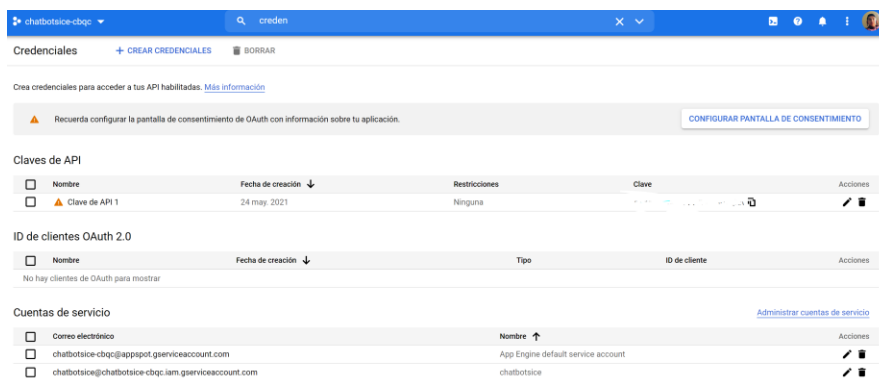 chatbotsice-cbqc
creden
Credenciales + CREAR CREDENCIALES BORRAR
Crea credenciales para acceder a tus API habilitadas. Más información
Recuerda configurar la pantalla de consentimiento de OAuth con información sobre tu aplicación. CONFIGURAR PANTALLA DE CONSENTIMIENTO
Claves de API
Nombre Fecha de creación Restricciones Clave Acciones
Clave de API 1 24 may. 2021 Ninguna
ID de clientes OAuth 2.0
Nombre Fecha de creación Tipo ID de cliente Acciones
No hay clientes de OAuth para mostrar
Cuentas de servicio Administrar cuentas de servicio
Correo electrónico Nombre Acciones
chatbotsice-cbqc@appspot.gserviceaccount.com App Engine default service account
chatbotsice@chatbotsice-cbqc.iam.gserviceaccount.com chatbotsice